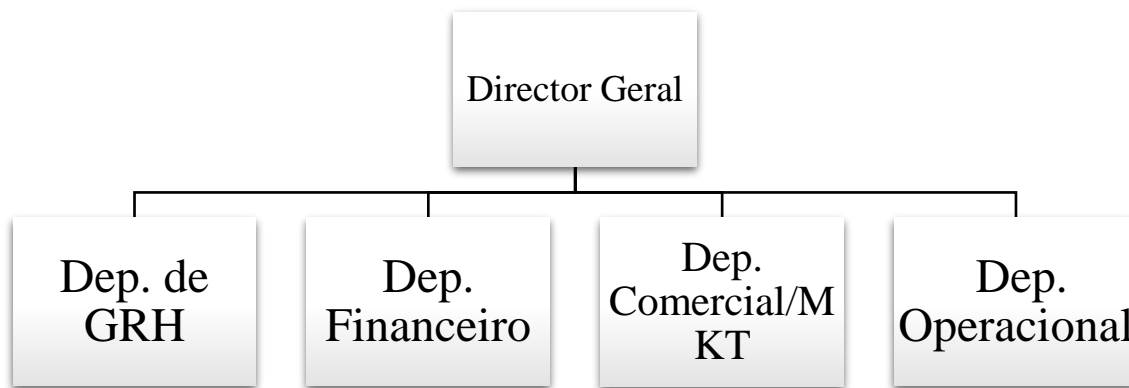 Director Geral
Dep. de
GRH
Dep.
Financeiro
Dep.
Comercial/M
KT
Dep.
Operacional